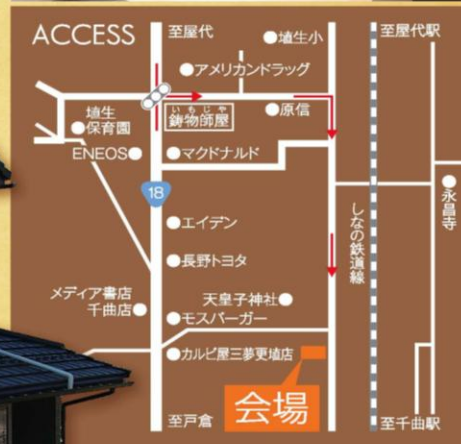 ACCESS
至屋代
至屋代駅
埴生小
アメリカンドラッグ
いもじや
鋳物師屋
原信
埴生
保育園
ENEOS
マクドナルド
18
永昌寺
しなの鉄道線
エイデン
長野トヨタ
メディア書店
千曲店
天皇子神社
モスバーガー
カルビ屋三夢更埴店
会場
至戸倉
至千曲駅